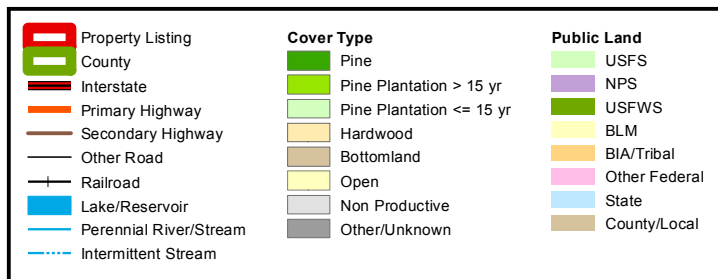 Property Listing
County
Interstate
Primary Highway
Secondary Highway
Other Road
Railroad
Lake/Reservoir
Perennial River/Stream
Intermittent Stream
Cover Type
Pine
Pine Plantation > 15 yr
Pine Plantation <= 15 yr
Hardwood
Bottomland
Open
Non Productive
Other/Unknown
Public Land
USFS
NPS
USFWS
BLM
BIA/Tribal
Other Federal
State
County/Local